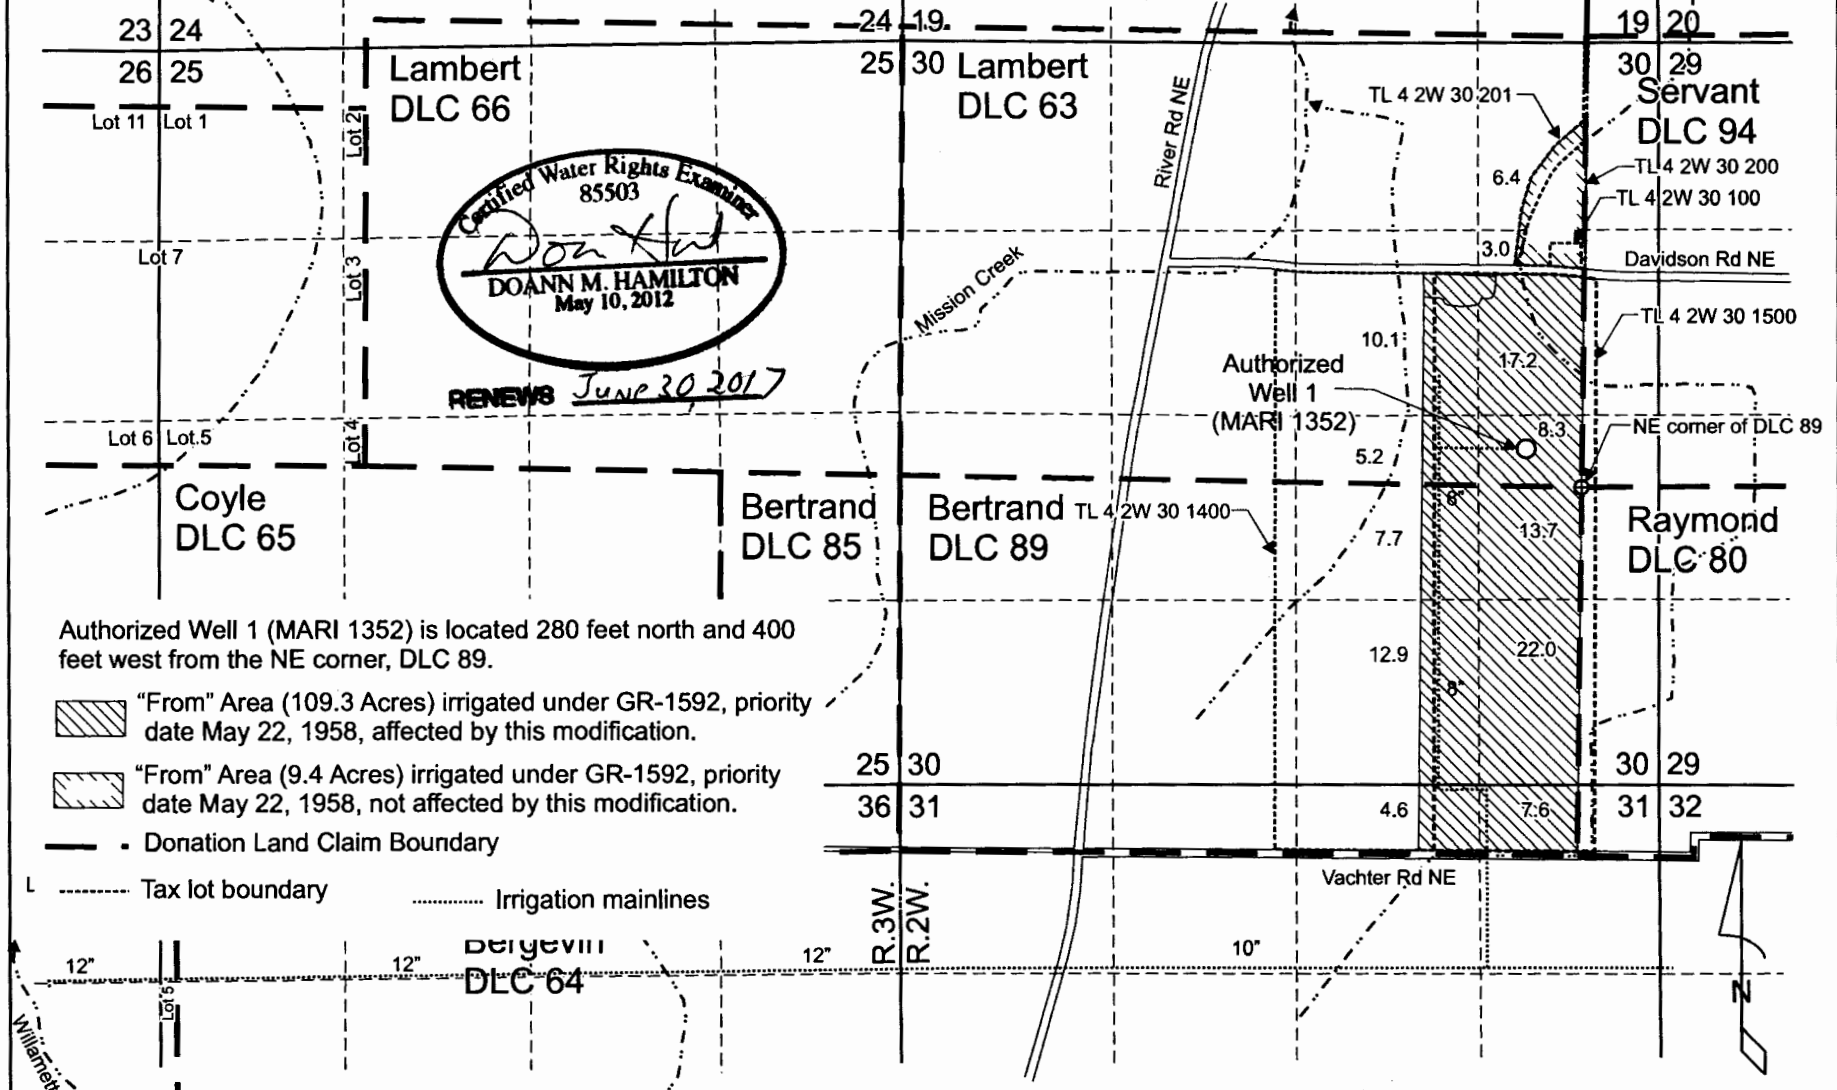 23 24
24 19
19 20
26 25
25 30
30 29
Lambert
DLC 66
Lambert
DLC 63
Servant
DLC 94
TL 4 2W 30 201
TL 4 2W 30 200
TL 4 2W 30 100
Lot 11 Lot 1
Lot 2
River Rd NE
6.4
3.0
Certified Water Rights Examiner
85503
DOANN M. HAMILTON
May 10, 2012
RENEWS JUNE 30, 2017
Lot 7
Lot 3
Mission Creek
Davidson Rd NE
TL 4 2W 30 1500
10.1
17.2
Authorized
Well 1
(MARI 1352)
8.3
NE corner of DLC 89
Lot 6 Lot 5
Lot 4
5.2
8"
Coyle
DLC 65
Bertrand
DLC 85
Bertrand
DLC 89
TL 4 2W 30 1400
7.7
13.7
Raymond
DLC 80
12.9
22.0
8"
Authorized Well 1 (MARI 1352) is located 280 feet north and 400
feet west from the NE corner, DLC 89.
"From" Area (109.3 Acres) irrigated under GR-1592, priority
date May 22, 1958, affected by this modification.
"From" Area (9.4 Acres) irrigated under GR-1592, priority
date May 22, 1958, not affected by this modification.
Donation Land Claim Boundary
L
Tax lot boundary
Irrigation mainlines
25 30
36 31
30 29
31 32
4.6
7.6
Vachter Rd NE
R.3W.
R.2W.
Bergevin
DLC 64
12"
12"
12"
10"
Lot 5
N